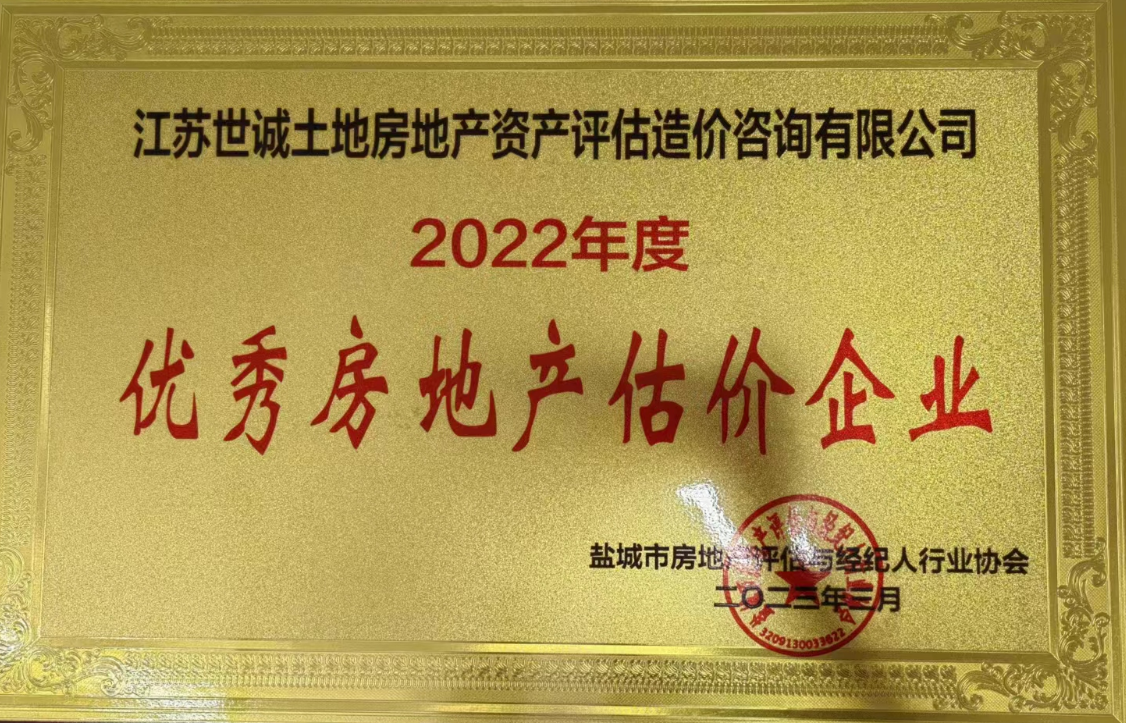 江苏世诚土地房地产资产评估造价咨询有限公司
2022年度
优秀房地产估价企业
盐城市房地产评估与经纪人行业协会
二〇二三年三月
3209130033622